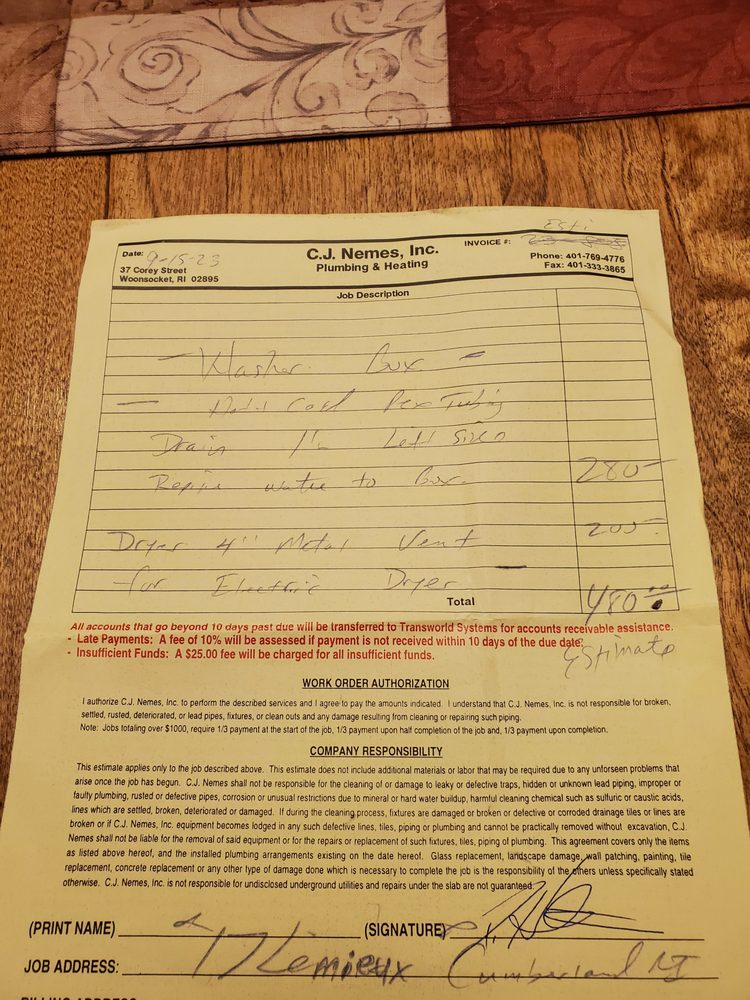 Esti
Date: 9-15-23
C.J. Nemes, Inc.
INVOICE #:
Plumbing & Heating
37 Corey Street
Woonsocket, RI 02895
Phone: 401-769-4776
Fax: 401-333-3865
Job Description
- Washer Box -
- Pex Tubing
Drain Left Side
Repipe water to Box. 280-
Dryer 4" Metal Vent 200-
for Electric Dryer
Total 480.00
All accounts that go beyond 10 days past due will be transferred to Transworld Systems for accounts receivable assistance.
- Late Payments: A fee of 10% will be assessed if payment is not received within 10 days of the due date.
- Insufficient Funds: A $25.00 fee will be charged for all insufficient funds.
Estimate
WORK ORDER AUTHORIZATION
I authorize C.J. Nemes, Inc. to perform the described services and I agree to pay the amounts indicated. I understand that C.J. Nemes, Inc. is not responsible for broken,
settled, rusted, deteriorated, or lead pipes, fixtures, or clean outs and any damage resulting from cleaning or repairing such piping.
Note: Jobs totaling over $1000, require 1/3 payment at the start of the job, 1/3 payment upon half completion of the job and, 1/3 payment upon completion.
COMPANY RESPONSIBILITY
This estimate applies only to the job described above. This estimate does not include additional materials or labor that may be required due to any unforseen problems that
arise once the job has begun. C.J. Nemes shall not be responsible for the cleaning of or damage to leaky or defective traps, hidden or unknown lead piping, improper or
faulty plumbing, rusted or defective pipes, corrosion or unusual restrictions due to mineral or hard water buildup, harmful cleaning chemical such as sulfuric or caustic acids,
lines which are settled, broken, deteriorated or damaged. If during the cleaning process, fixtures are damaged or broken or defective or corroded drainage tiles or lines are
broken or if C.J. Nemes, Inc. equipment becomes lodged in any such defective lines, tiles, piping or plumbing and cannot be practically removed without excavation, C.J.
Nemes shall not be liable for the removal of said equipment or for the repairs or replacement of such fixtures, tiles, piping of plumbing. This agreement covers only the items
as listed above hereof, and the installed plumbing arrangements existing on the date hereof. Glass replacement, landscape damage, wall patching, painting, tile
replacement, concrete replacement or any other type of damage done which is necessary to complete the job is the responsibility of the others unless specifically stated
otherwise. C.J. Nemes, Inc. is not responsible for undisclosed underground utilities and repairs under the slab are not guaranteed.
(PRINT NAME) (SIGNATURE)
JOB ADDRESS: 17 Lemieux Cumberland RI
BILLING ADDRESS: